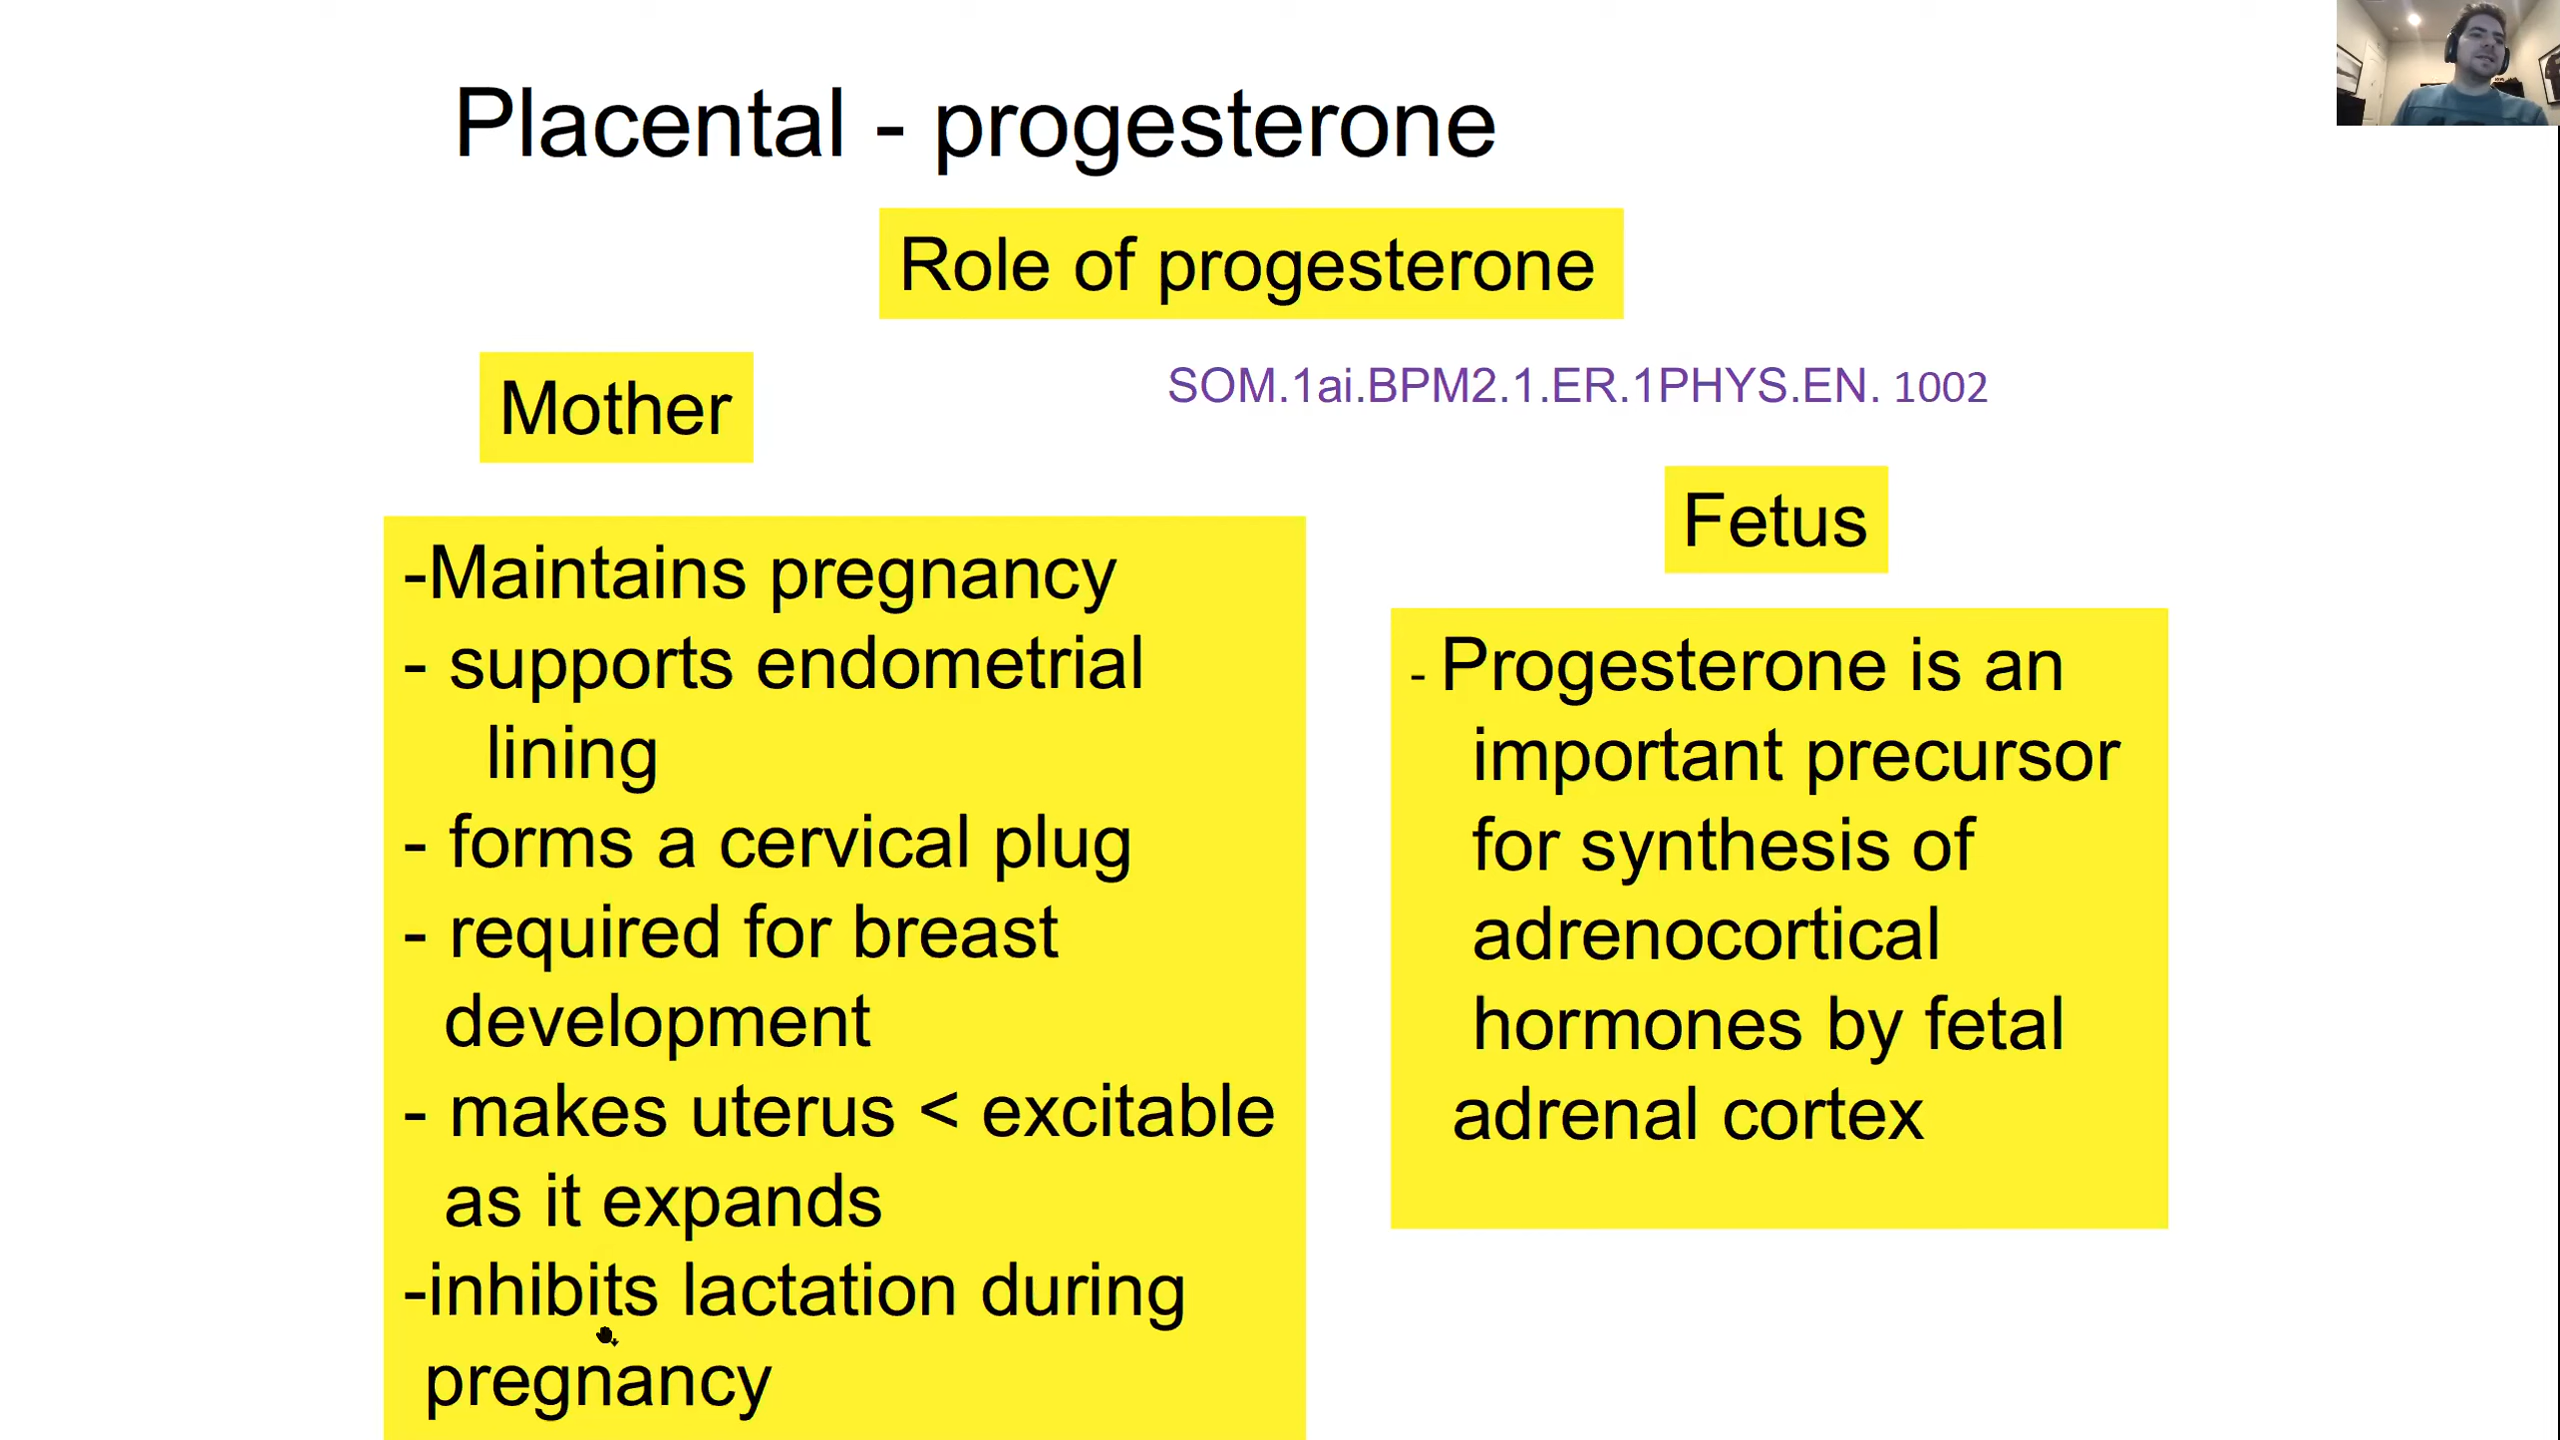 Placental - progesterone
Role of progesterone
Mother
SOM.1ai.BPM2.1.ER.1PHYS.EN. 1002
-Maintains pregnancy
- supports endometrial
lining
- forms a cervical plug
- required for breast
development
- makes uterus < excitable
as it expands
-inhibits lactation during
pregnancy
Fetus
- Progesterone is an
important precursor
for synthesis of
adrenocortical
hormones by fetal
adrenal cortex